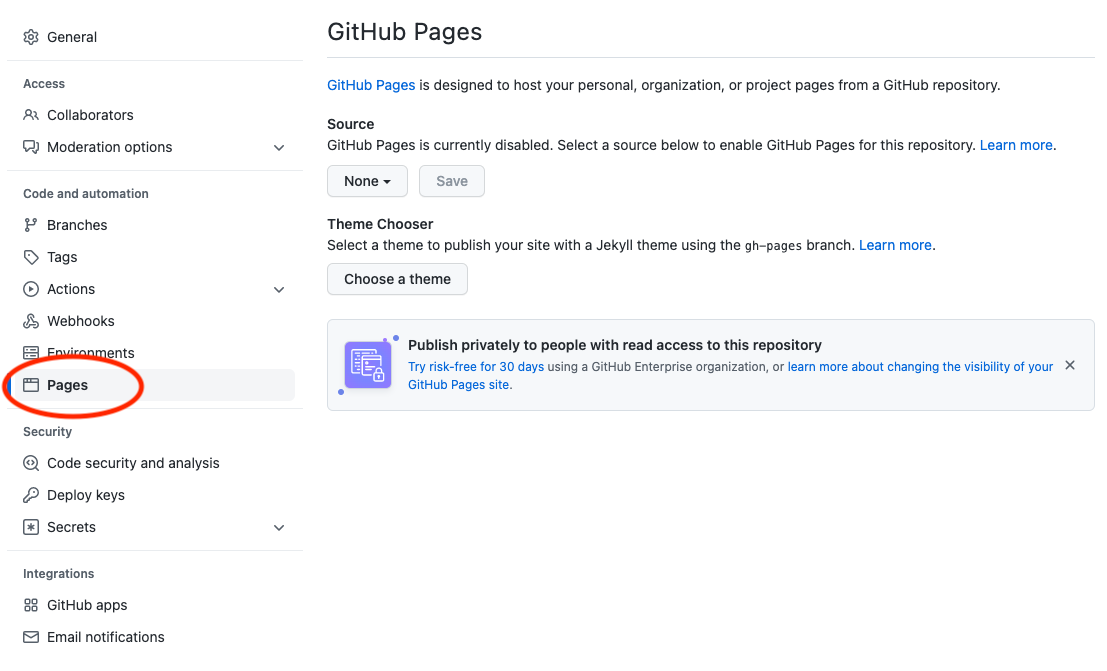 General
Access
Collaborators
Moderation options
Code and automation
Branches
Tags
Actions
Webhooks
Environments
Pages
Security
Code security and analysis
Deploy keys
Secrets
Integrations
GitHub apps
Email notifications
GitHub Pages
GitHub Pages is designed to host your personal, organization, or project pages from a GitHub repository.
Source
GitHub Pages is currently disabled. Select a source below to enable GitHub Pages for this repository. Learn more.
None Save
Theme Chooser
Select a theme to publish your site with a Jekyll theme using the gh-pages branch. Learn more.
Choose a theme
Publish privately to people with read access to this repository
Try risk-free for 30 days using a GitHub Enterprise organization, or learn more about changing the visibility of your
GitHub Pages site.